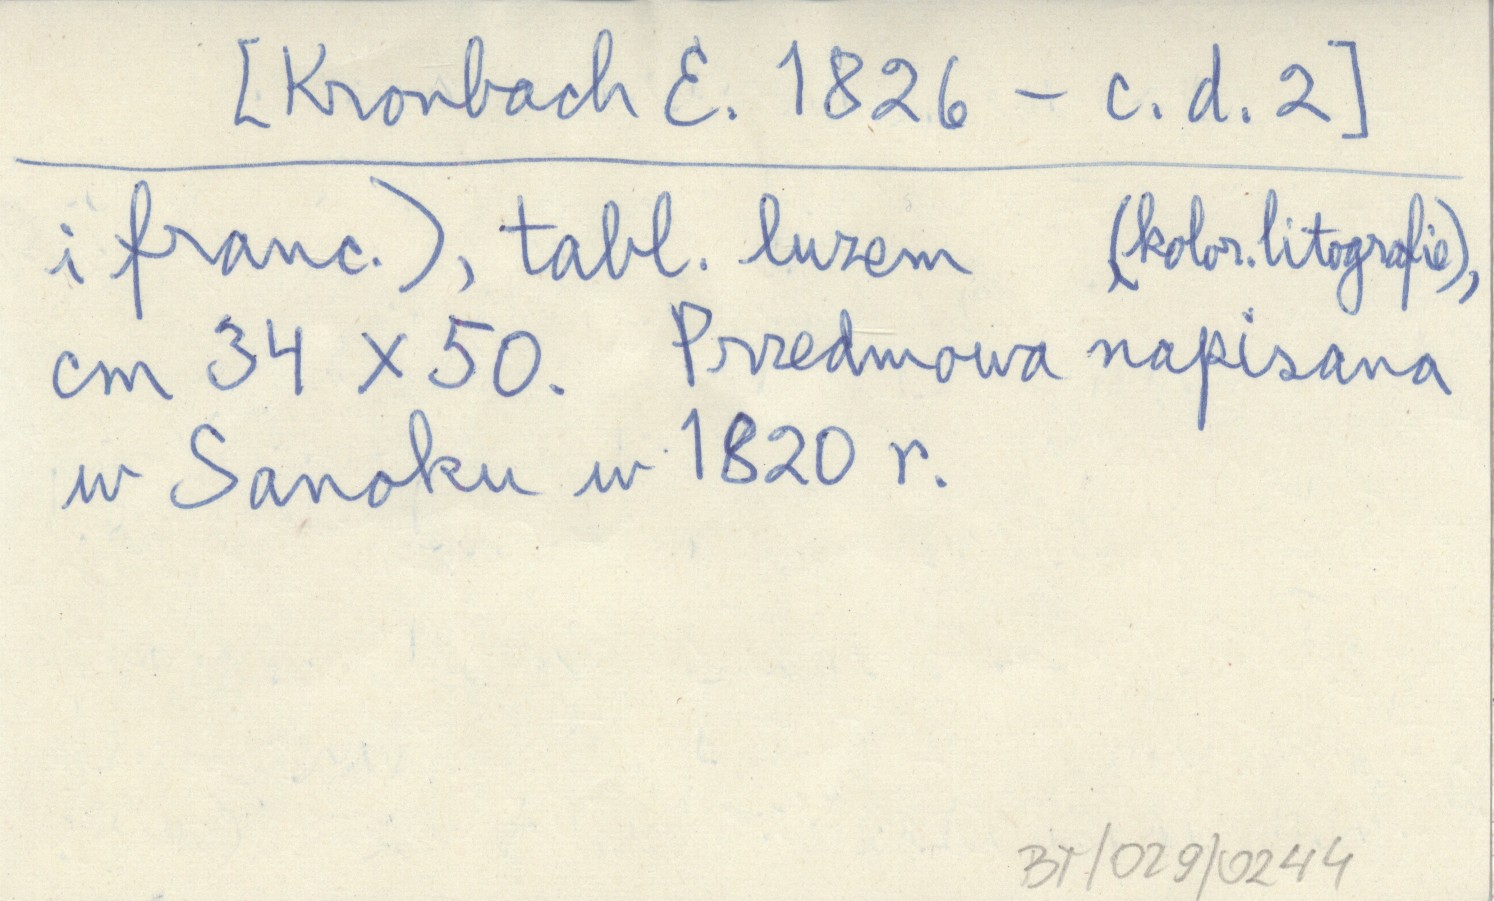 [Kronbach E. 1826 - c.d. 2]
i franc.), tabl. luzem (kolor. litografie),
cm 34 x 50. Przedmowa napisana
w Sanoku w 1820 r.
BT/029/0244